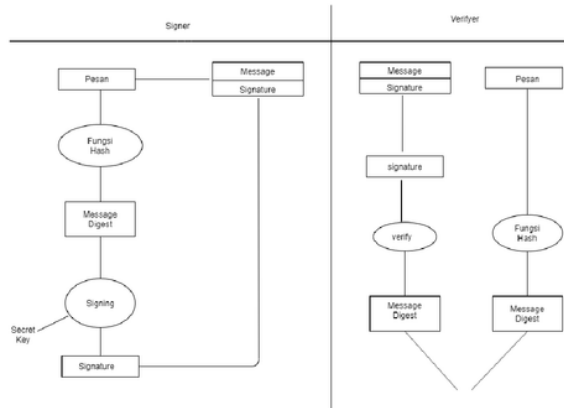 Signer
Verifyer
Pesan
Message
Signature
Fungsi
Hash
Message
Digest
Signing
Secret
Key
Signature
Message
Signature
Pesan
signature
verify
Fungsi
Hash
Message
Digest
Message
Digest